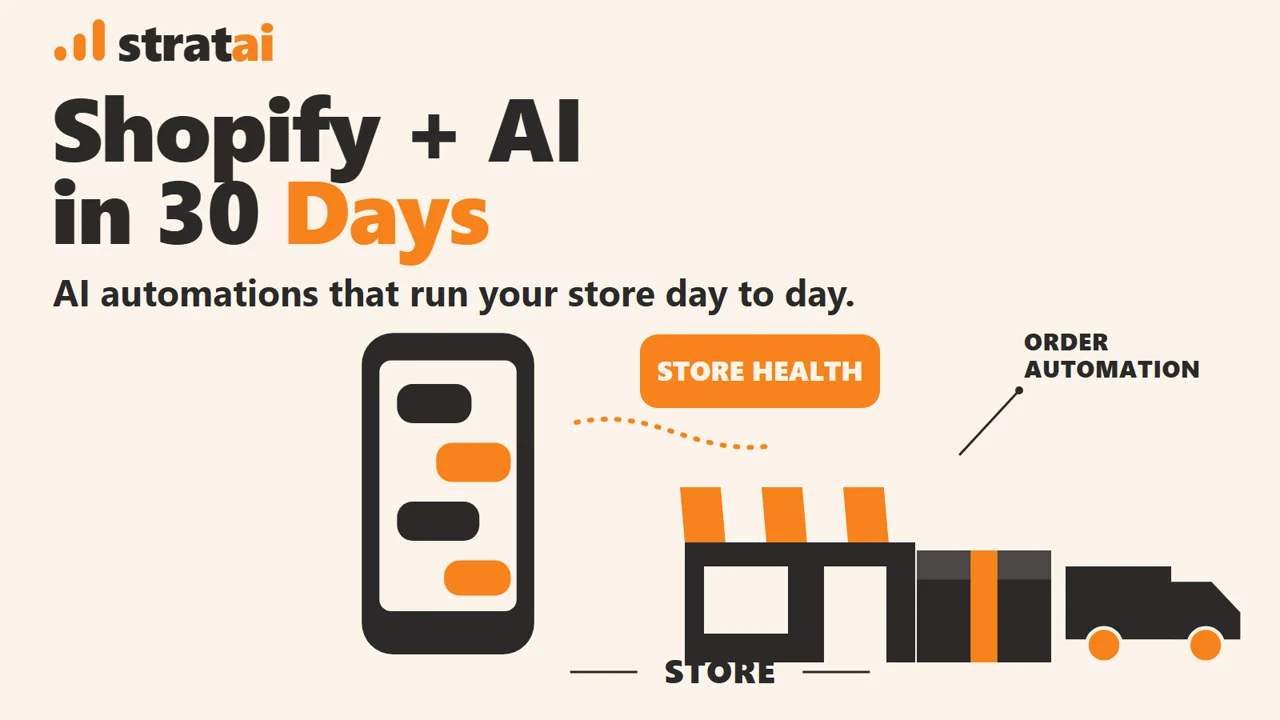 stratai
Shopify + AI
in 30 Days
AI automations that run your store day to day.
STORE HEALTH
ORDER
AUTOMATION
STORE